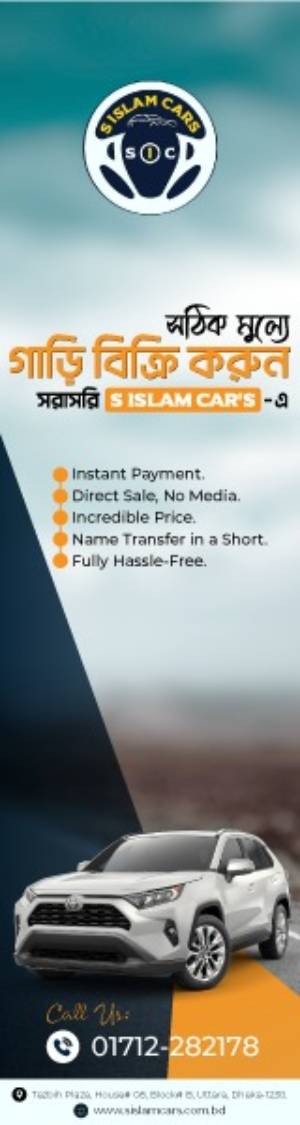 S ISLAM CARS
S I C
সঠিক মুল্যে
গাড়ি বিক্রি করুন
সরাসরি S ISLAM CAR'S -এ
Instant Payment.
Direct Sale, No Media.
Incredible Price.
Name Transfer in a Short.
Fully Hassle-Free.
Call Us:
01712-282178
Plaza, House# 06, Block# B, Uttara, Dhaka-1230.
www.sislamcars.com.bd